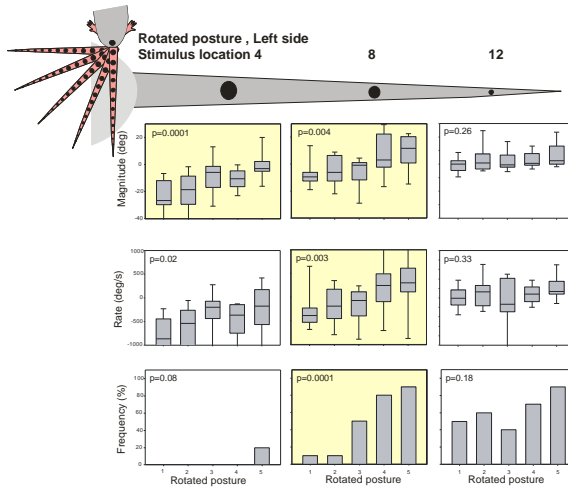 Rotated posture , Left side
Stimulus location 4 8 12
p=0.0001 p=0.004 p=0.26
Magnitude (deg)
20
0
-20
-40
p=0.02 p=0.003 p=0.33
Rate (deg/s)
1000
500
0
-500
-1000
p=0.08 p=0.0001 p=0.18
Frequency (%)
100
80
60
40
20
0
1 2 3 4 5 1 2 3 4 5 1 2 3 4 5
Rotated posture Rotated posture Rotated posture